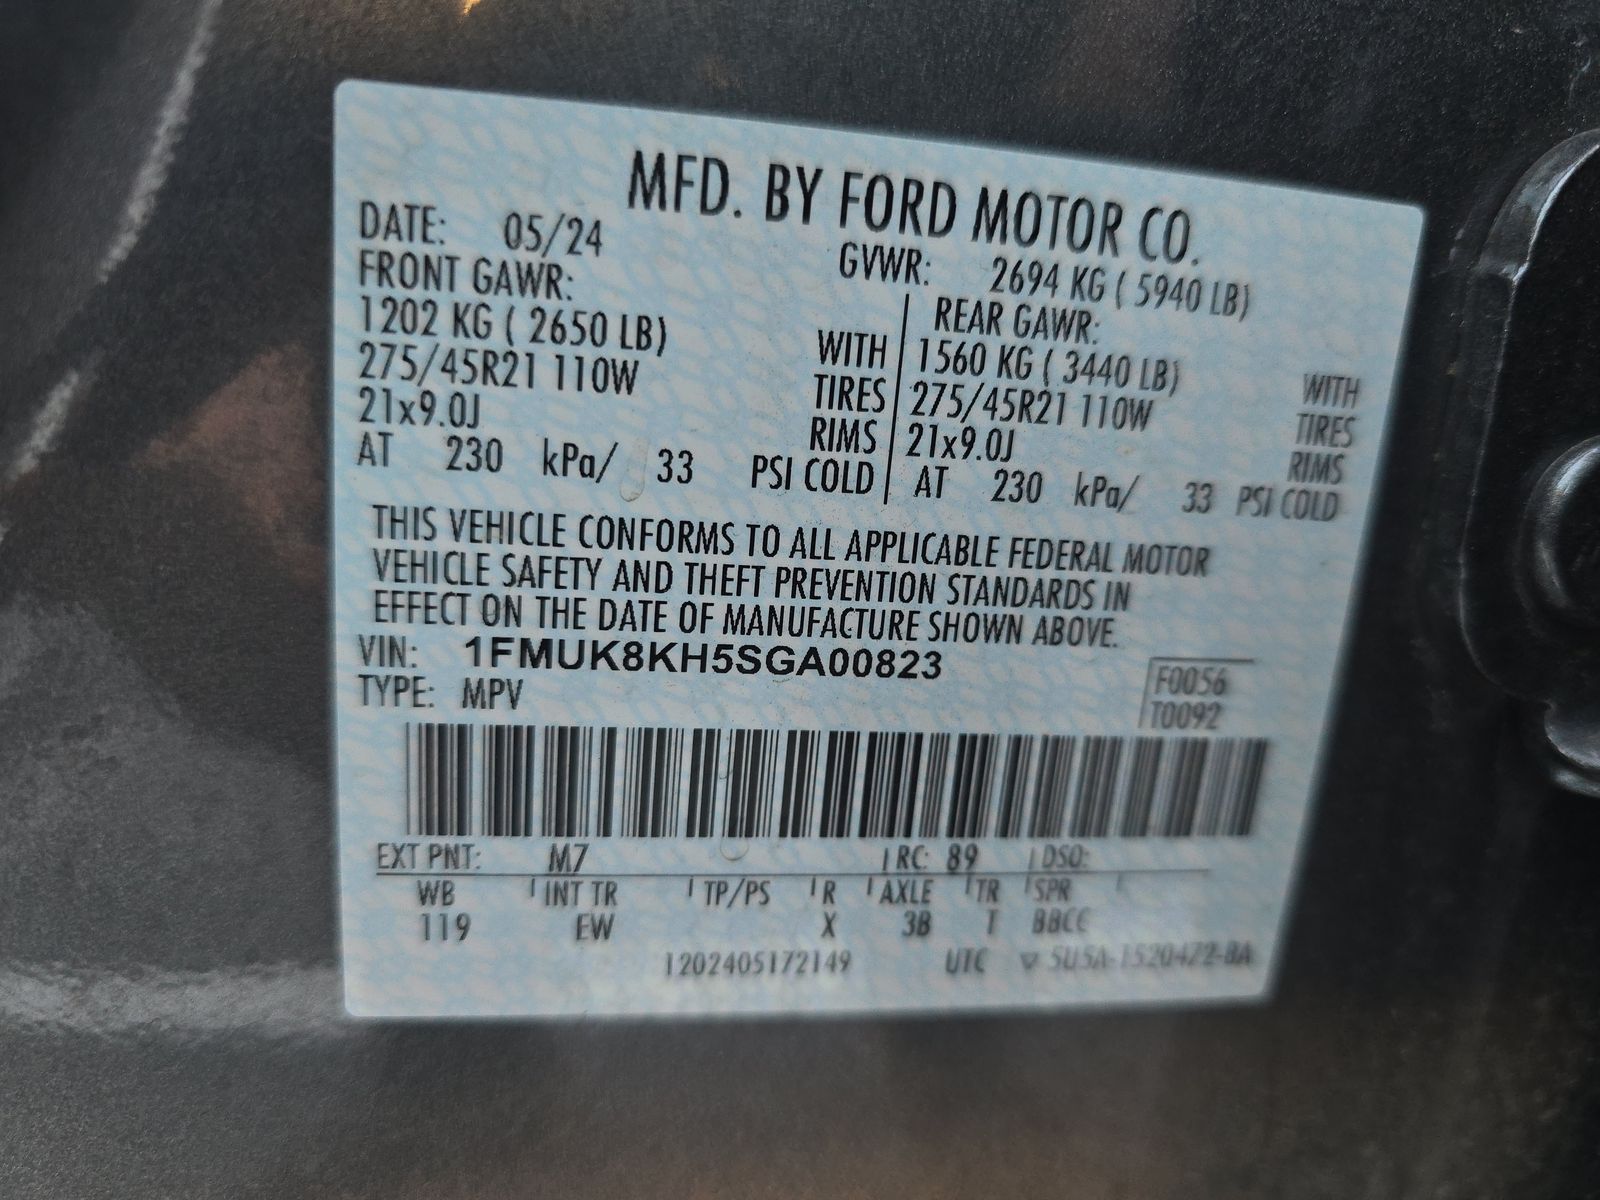 MFD. BY FORD MOTOR CO.
DATE: 05/24 GVWR: 2694 KG ( 5940 LB)
FRONT GAWR: REAR GAWR:
1202 KG ( 2650 LB) WITH 1560 KG ( 3440 LB) WITH
275/45R21 110W TIRES 275/45R21 110W TIRES
21x9.0J RIMS 21x9.0J RIMS
AT 230 kPa/ 33 PSI COLD AT 230 kPa/ 33 PSI COLD
THIS VEHICLE CONFORMS TO ALL APPLICABLE FEDERAL MOTOR
VEHICLE SAFETY AND THEFT PREVENTION STANDARDS IN
EFFECT ON THE DATE OF MANUFACTURE SHOWN ABOVE.
VIN: 1FMUK8KH5SGA00823
TYPE: MPV
F0056
T0092
EXT PNT: M7 RC: 89 DSO:
WB INT TR TP/PS R AXLE TR SPR
119 EW X 3B T BBCC
1202405172149 UTC 5U5A-1520472-BA